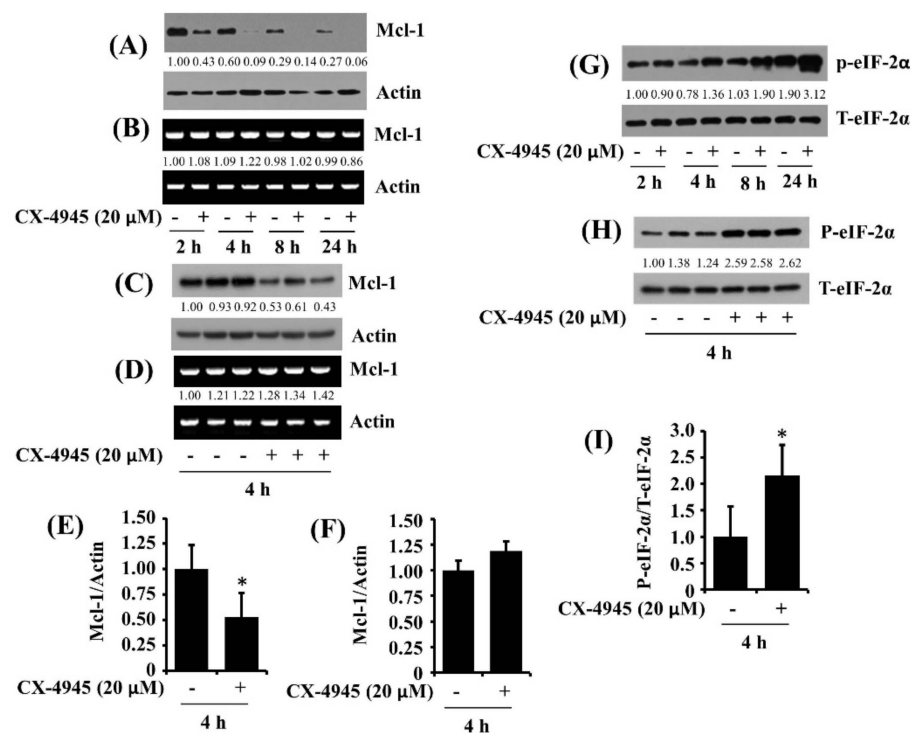 (A)
Mcl-1
1.00 0.43 0.60 0.09 0.29 0.14 0.27 0.06
Actin
(B)
Mcl-1
1.00 1.08 1.09 1.22 0.98 1.02 0.99 0.86
Actin
CX-4945 (20 μM) - + - + - + - +
2 h 4 h 8 h 24 h
(C)
Mcl-1
1.00 0.93 0.92 0.53 0.61 0.43
Actin
(D)
Mcl-1
1.00 1.21 1.22 1.28 1.34 1.42
Actin
CX-4945 (20 μM) - - - + + +
4 h
(E)
Mcl-1/Actin
1.50
1.25
1.00
0.75
0.50
0.25
0
*
CX-4945 (20 μM) - +
4 h
(F)
Mcl-1/Actin
1.50
1.25
1.00
0.75
0.50
0.25
0
CX-4945 (20 μM) - +
4 h
(G)
p-eIF-2α
1.00 0.90 0.78 1.36 1.03 1.90 1.90 3.12
T-eIF-2α
CX-4945 (20 μM) - + - + - + - +
2 h 4 h 8 h 24 h
(H)
P-eIF-2α
1.00 1.38 1.24 2.59 2.58 2.62
T-eIF-2α
CX-4945 (20 μM) - - - + + +
4 h
(I)
P-eIF-2α/T-eIF-2α
3.0
2.5
2.0
1.5
1.0
0.5
0
*
CX-4945 (20 μM) - +
4 h